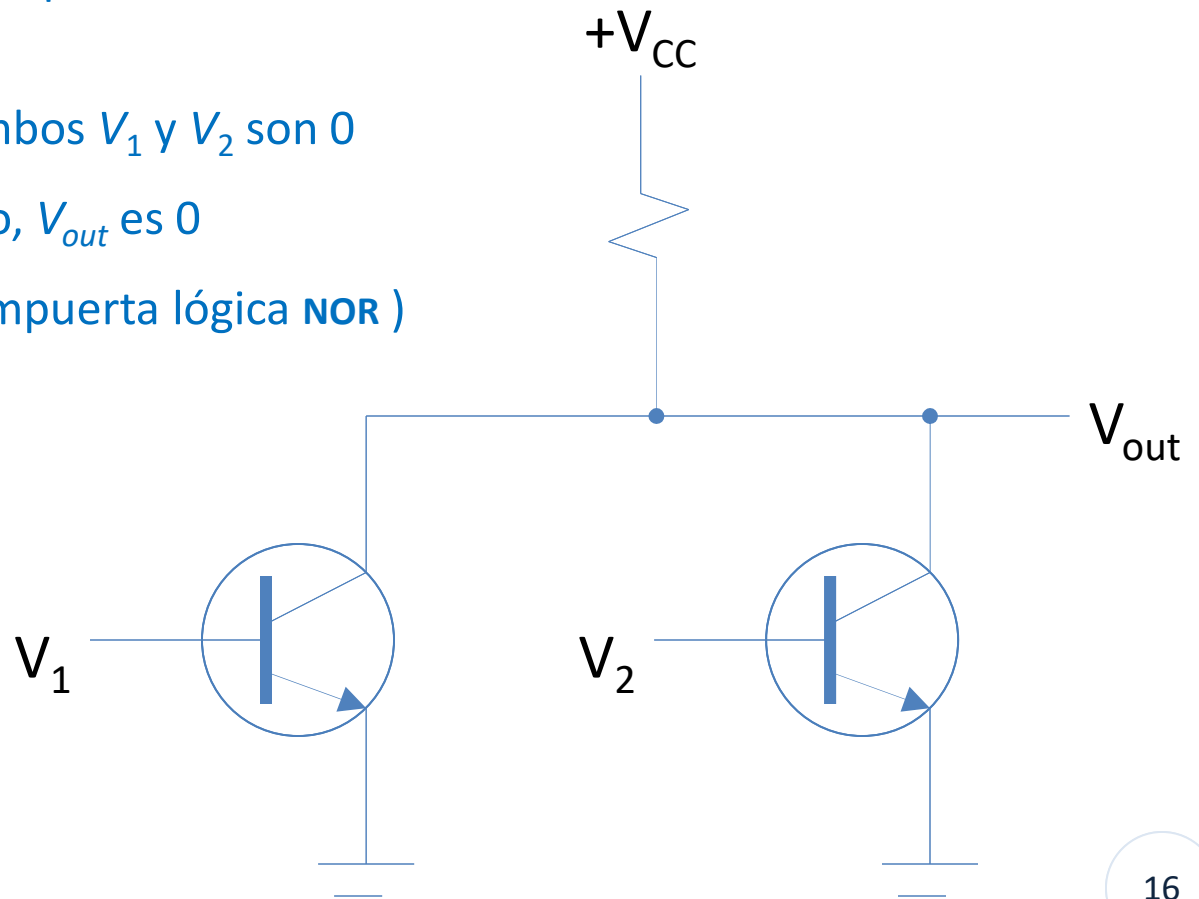 +VCC
mbos V1 y V2 son 0
o, Vout es 0
mpuerta lógica NOR )
Vout
V1
V2
16